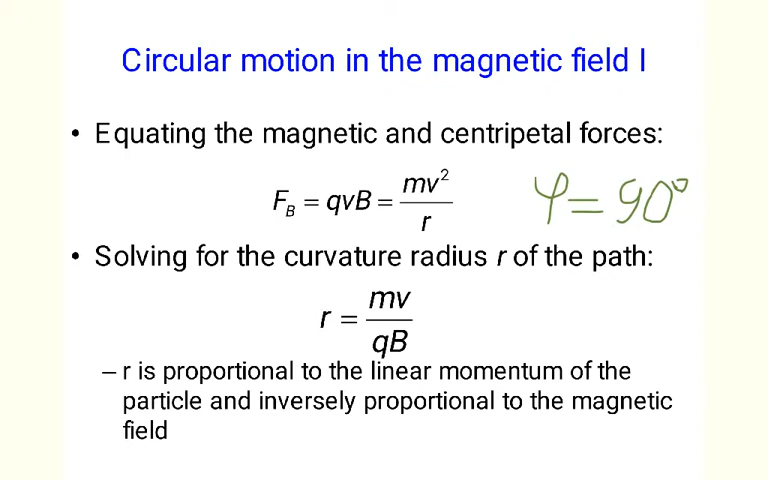 Circular motion in the magnetic field I
• Equating the magnetic and centripetal forces:
F_B = qvB = mv²/r
φ = 90°
• Solving for the curvature radius r of the path:
r = mv/qB
– r is proportional to the linear momentum of the
particle and inversely proportional to the magnetic
field